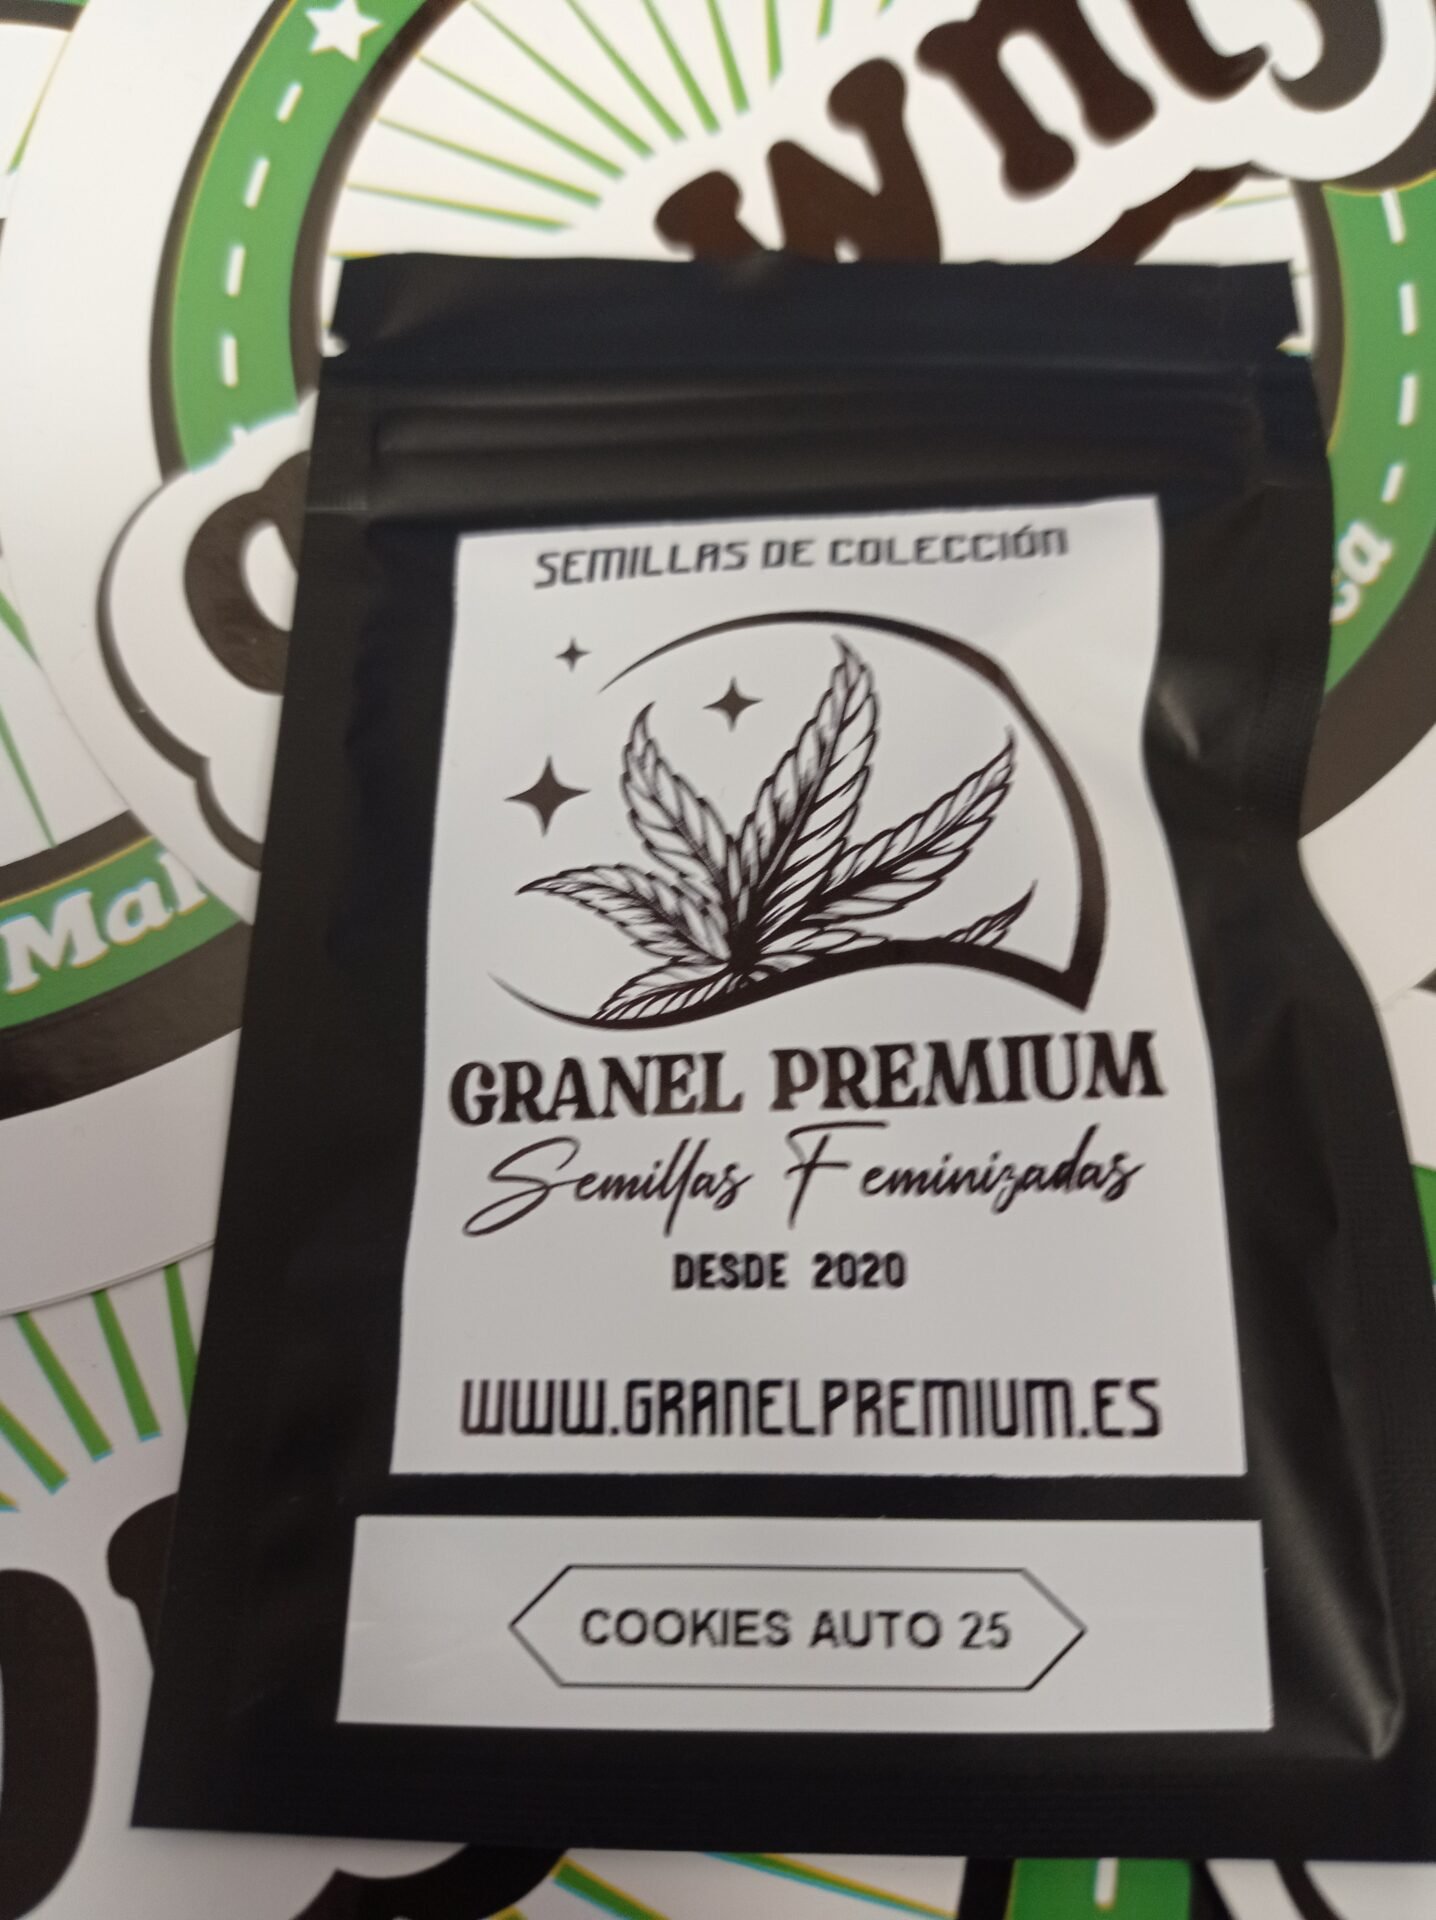 SEMILLAS DE COLECCIÓN
GRANEL PREMIUM
Semillas Feminizadas
DESDE 2020
WWW.GRANELPREMIUM.ES
COOKIES AUTO 25